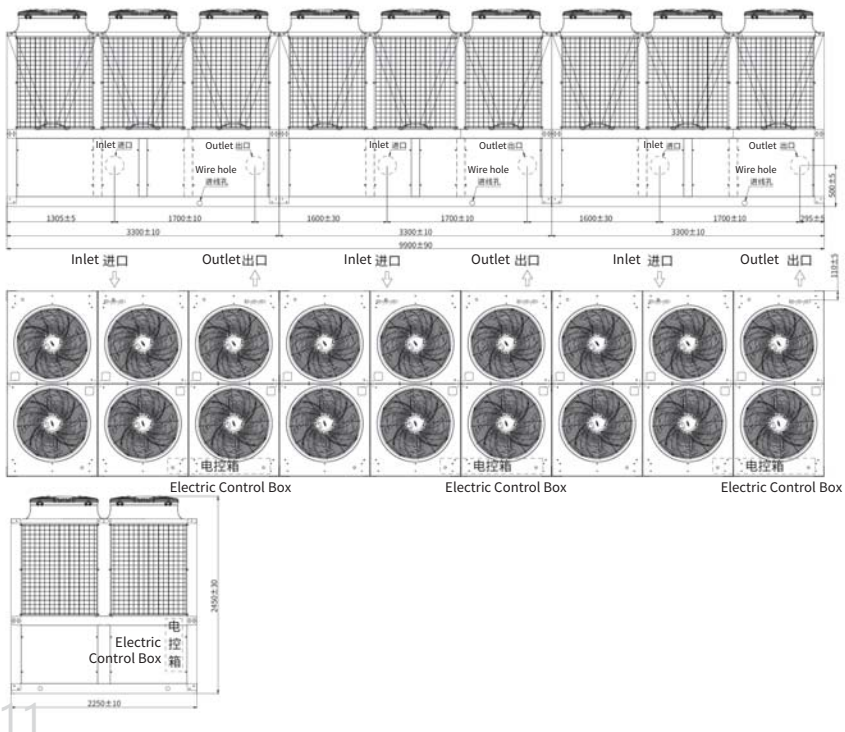 Inlet 进口
Outlet 出口
Inlet 进口
Outlet 出口
Inlet 进口
Outlet 出口
Wire hole
进线孔
Wire hole
进线孔
Wire hole
进线孔
500±5
1305±5
1700±10
1600±30
1700±10
1600±30
1700±10
295±5
3300±10
3300±10
3300±10
9900±90
Inlet 进口
Outlet 出口
Inlet 进口
Outlet 出口
Inlet 进口
Outlet 出口
110±5
电控箱
电控箱
电控箱
Electric Control Box
Electric Control Box
Electric Control Box
2450±30
Electric
Control Box
电控箱
2250±10
11